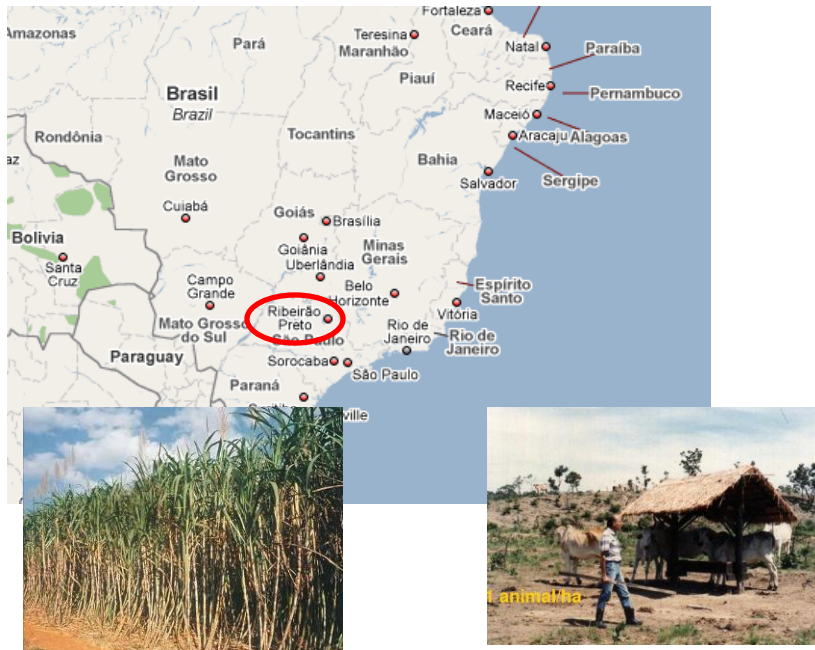 Fortaleza
Amazonas
Pará
Teresina
Maranhão
Ceará
Natal
Paraíba
Piauí
Brasil
Brazil
Recife
Pernambuco
Maceió
Alagoas
Rondônia
Tocantins
Aracaju
az
Mato
Grosso
Bahia
Sergipe
Salvador
Cuiabá
Goiás
Brasília
Bolivia
Goiânia
Minas
Gerais
Santa
Cruz
Uberlândia
Campo
Grande
Belo
Horizonte
Espírito
Santo
Vitória
Ribeirão
Preto
Mato Grosso
do Sul
São Paulo
Rio de
Janeiro
Rio de
Janeiro
Paraguay
Sorocaba
São Paulo
Paraná
ville
1 animal/ha